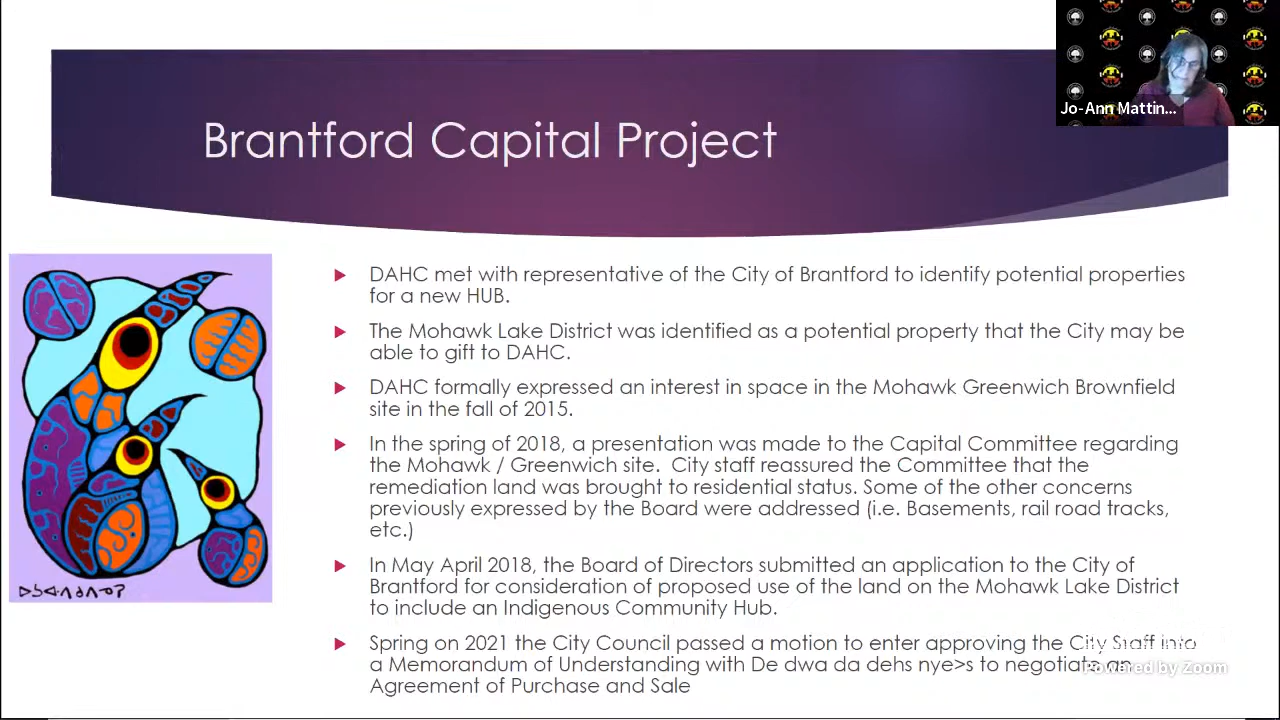 Jo-Ann Mattin...
Brantford Capital Project
DAHC met with representative of the City of Brantford to identify potential properties
for a new HUB.
The Mohawk Lake District was identified as a potential property that the City may be
able to gift to DAHC.
DAHC formally expressed an interest in space in the Mohawk Greenwich Brownfield
site in the fall of 2015.
In the spring of 2018, a presentation was made to the Capital Committee regarding
the Mohawk / Greenwich site. City staff reassured the Committee that the
remediation land was brought to residential status. Some of the other concerns
previously expressed by the Board were addressed (i.e. Basements, rail road tracks,
etc.)
In May April 2018, the Board of Directors submitted an application to the City of
Brantford for consideration of proposed use of the land on the Mohawk Lake District
to include an Indigenous Community Hub.
Spring on 2021 the City Council passed a motion to enter approving the City Staff into
a Memorandum of Understanding with De dwa da dehs nye>s to negotiate an
Agreement of Purchase and Sale
Powered by Zoom